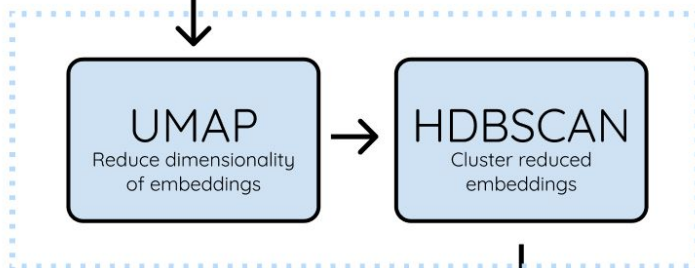 UMAP
Reduce dimensionality
of embeddings
HDBSCAN
Cluster reduced
embeddings